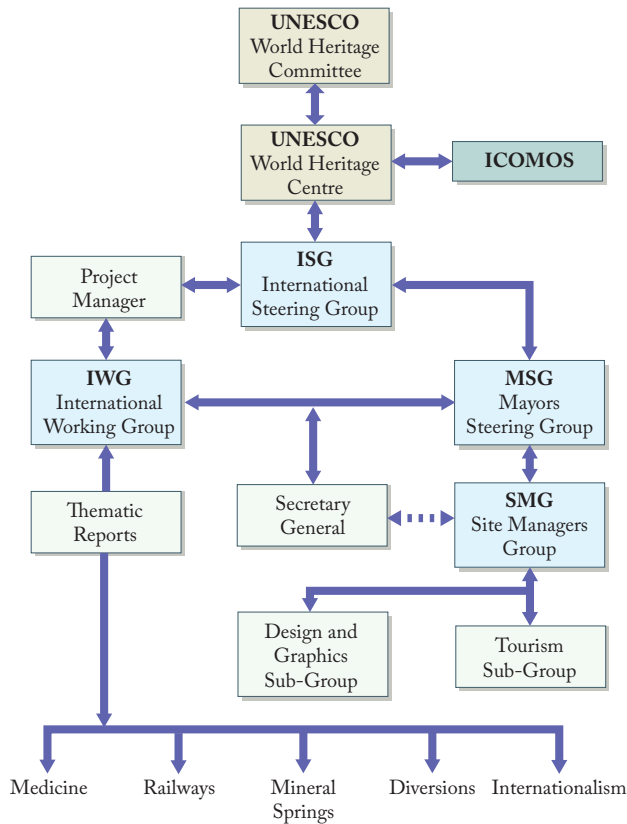 UNESCO
World Heritage
Committee
UNESCO
World Heritage
Centre
ICOMOS
ISG
International
Steering Group
Project
Manager
IWG
International
Working Group
MSG
Mayors
Steering Group
Thematic
Reports
Secretary
General
SMG
Site Managers
Group
Design and
Graphics
Sub-Group
Tourism
Sub-Group
Medicine
Railways
Mineral
Springs
Diversions
Internationalism